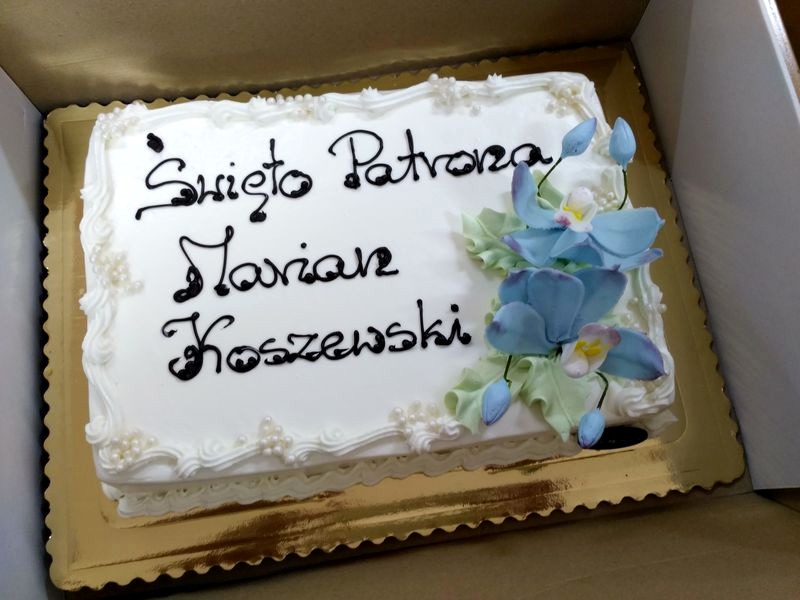 Święto Patrona
Marian
Koszewski